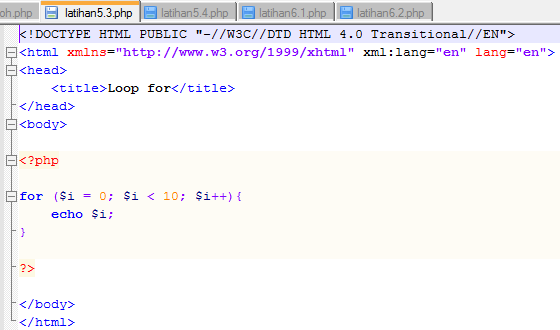 oh.php latihan5.3.php latihan5.4.php latihan6.1.php latihan6.2.php
<!DOCTYPE HTML PUBLIC "-//W3C//DTD HTML 4.0 Transitional//EN">
<html xmlns="http://www.w3.org/1999/xhtml" xml:lang="en" lang="en">
<head>
<title>Loop for</title>
</head>
<body>
<?php
for ($i = 0; $i < 10; $i++){
echo $i;
}
?>
</body>
</html>